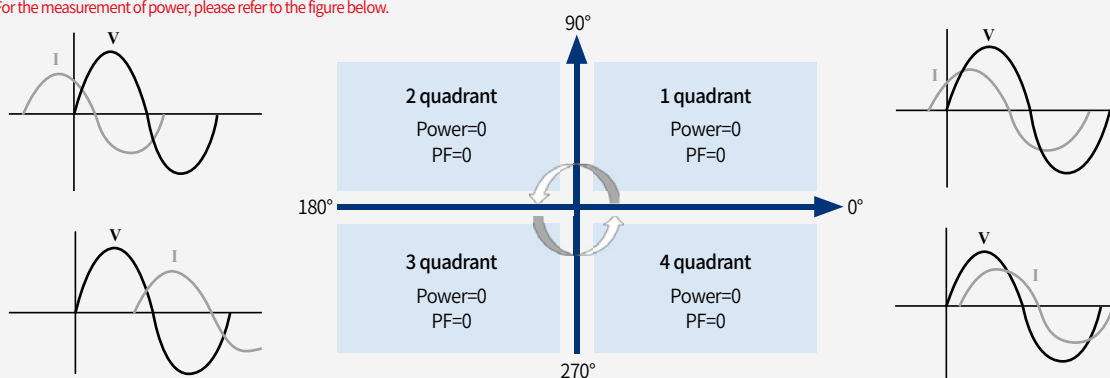 For the measurement of power, please refer to the figure below.
90°
V
I
2 quadrant
Power=0
PF=0
1 quadrant
Power=0
PF=0
V
I
180°
0°
V
I
3 quadrant
Power=0
PF=0
4 quadrant
Power=0
PF=0
V
I
270°